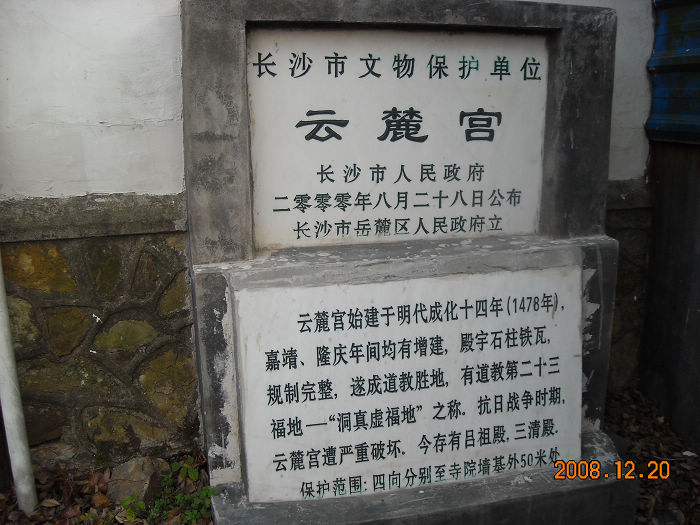 长沙市文物保护单位
云麓宫
长沙市人民政府
二零零零年八月二十八日公布
长沙市岳麓区人民政府立
云麓宫始建于明代成化十四年(1478年),
嘉靖、隆庆年间均有增建,殿宇石柱铁瓦,
规制完整,遂成道教胜地,有道教第二十三
福地—“洞真虚福地”之称.抗日战争时期,
云麓宫遭严重破坏.今存有吕祖殿,三清殿.
保护范围:四向分别至寺院墙基外50米处
2008.12.20